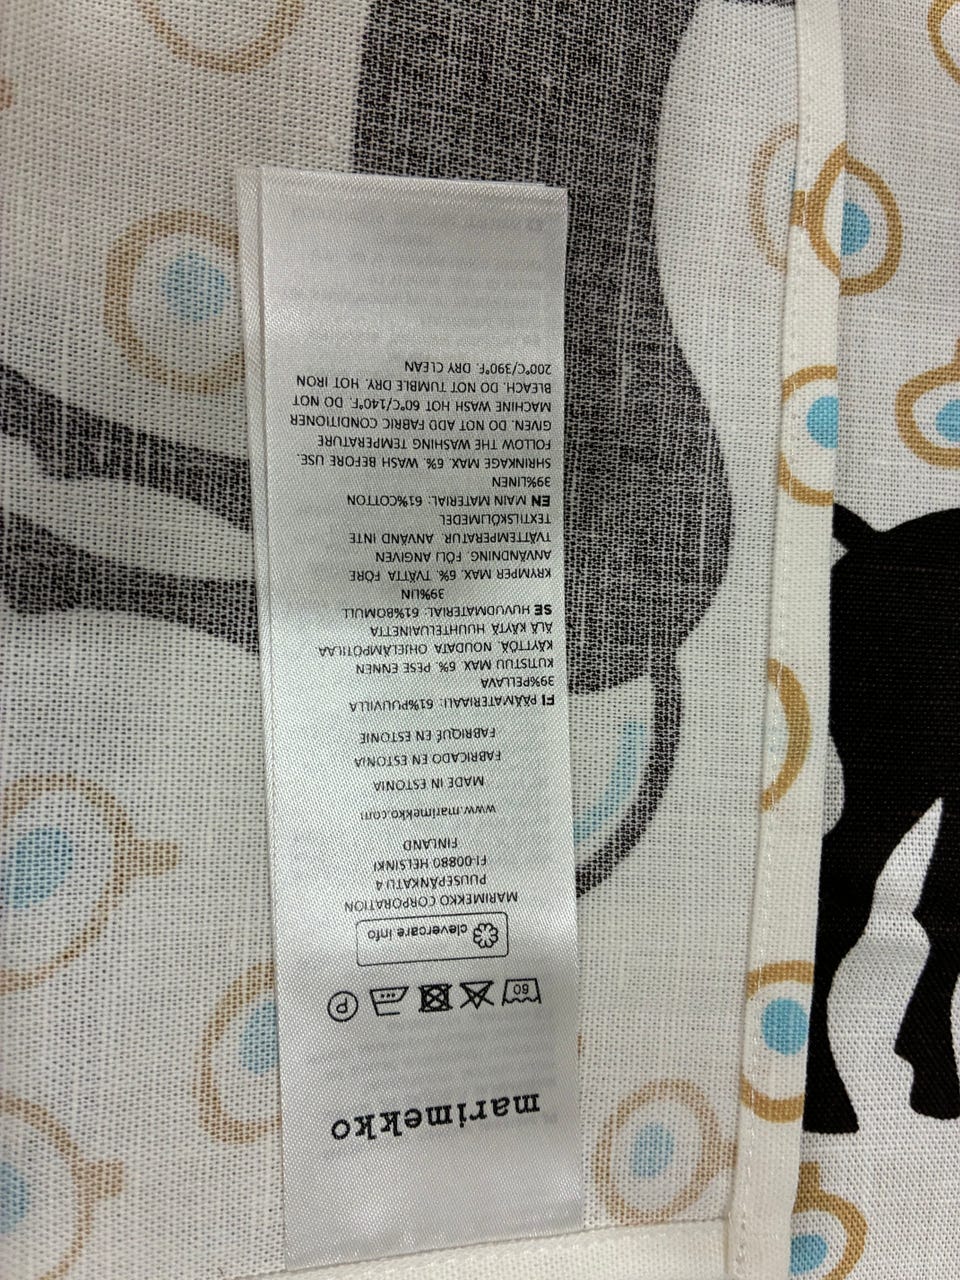 marimekko
60
P
clevercare info
MARIMEKKO CORPORATION
PUUSEPÄNKATU 4
FI-00880 HELSINKI
FINLAND
www.marimekko.com
MADE IN ESTONIA
FABRICADO EN ESTONIA
FABRIQUÉ EN ESTONIE
FI PÄÄMATERIAALI: 61%PUUVILLA
39%PELLAVA
KUTISTUU MAX. 6%. PESE ENNEN
KÄYTTÖÄ. NOUDATA OHJELÄMPÖTILAA
ÄLÄ KÄYTÄ HUUHTELUAINETTA
SE HUVUDMATERIAL: 61%BOMULL
39%LIN
KRYMPER MAX. 6%. TVÄTTA FÖRE
ANVÄNDNING. FÖLJ ANGIVEN
TVÄTTEMPERATUR. ANVÄND INTE
TEXTILSKÖLJMEDEL
EN MAIN MATERIAL: 61%COTTON
39%LINEN
SHRINKAGE MAX. 6%. WASH BEFORE USE.
FOLLOW THE WASHING TEMPERATURE
GIVEN. DO NOT ADD FABRIC CONDITIONER
MACHINE WASH HOT 60°C/140°F. DO NOT
BLEACH. DO NOT TUMBLE DRY. HOT IRON
200°C/390°F. DRY CLEAN